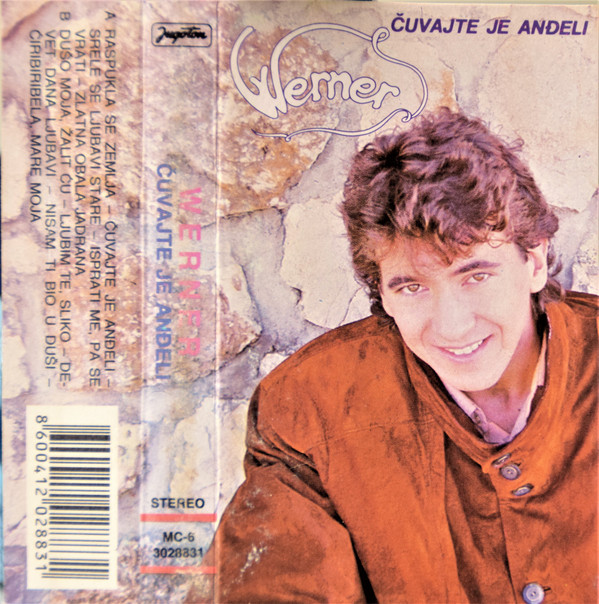 A RASPUKLA SE ZEMLJA – ČUVAJTE JE ANĐELI –
SRELE SE LJUBAVI STARE – ISPRATI ME, PA SE
VRATI – ZLATNA OBALA JADRANA
B DUŠO MOJA, ŽALIT ĆU – LJUBIM TE, SLIKO – DE-
VET DANA LJUBAVI – NISAM TI BIO U DUŠI –
ĆIRIBIRIBELA, MARE MOJA
8 600412 028831
Jugoton
WERNER
ČUVAJTE JE ANĐELI
STEREO
MC-6
3028831
ČUVAJTE JE ANĐELI
Werner